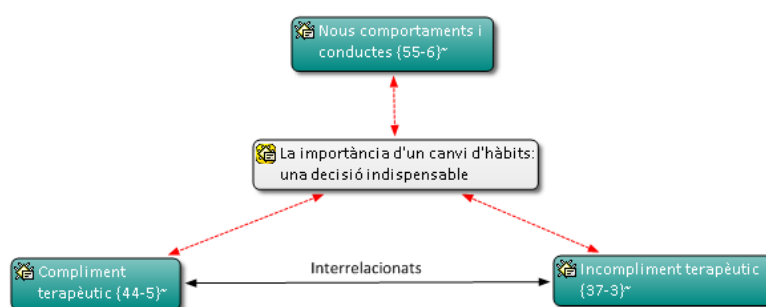 Nous comportaments i
conductes {55-6}~
La importància d'un canvi d'hàbits:
una decisió indispensable
Compliment
terapèutic {44-5}~
Interrelacionats
Incompliment terapèutic
{37-3}~